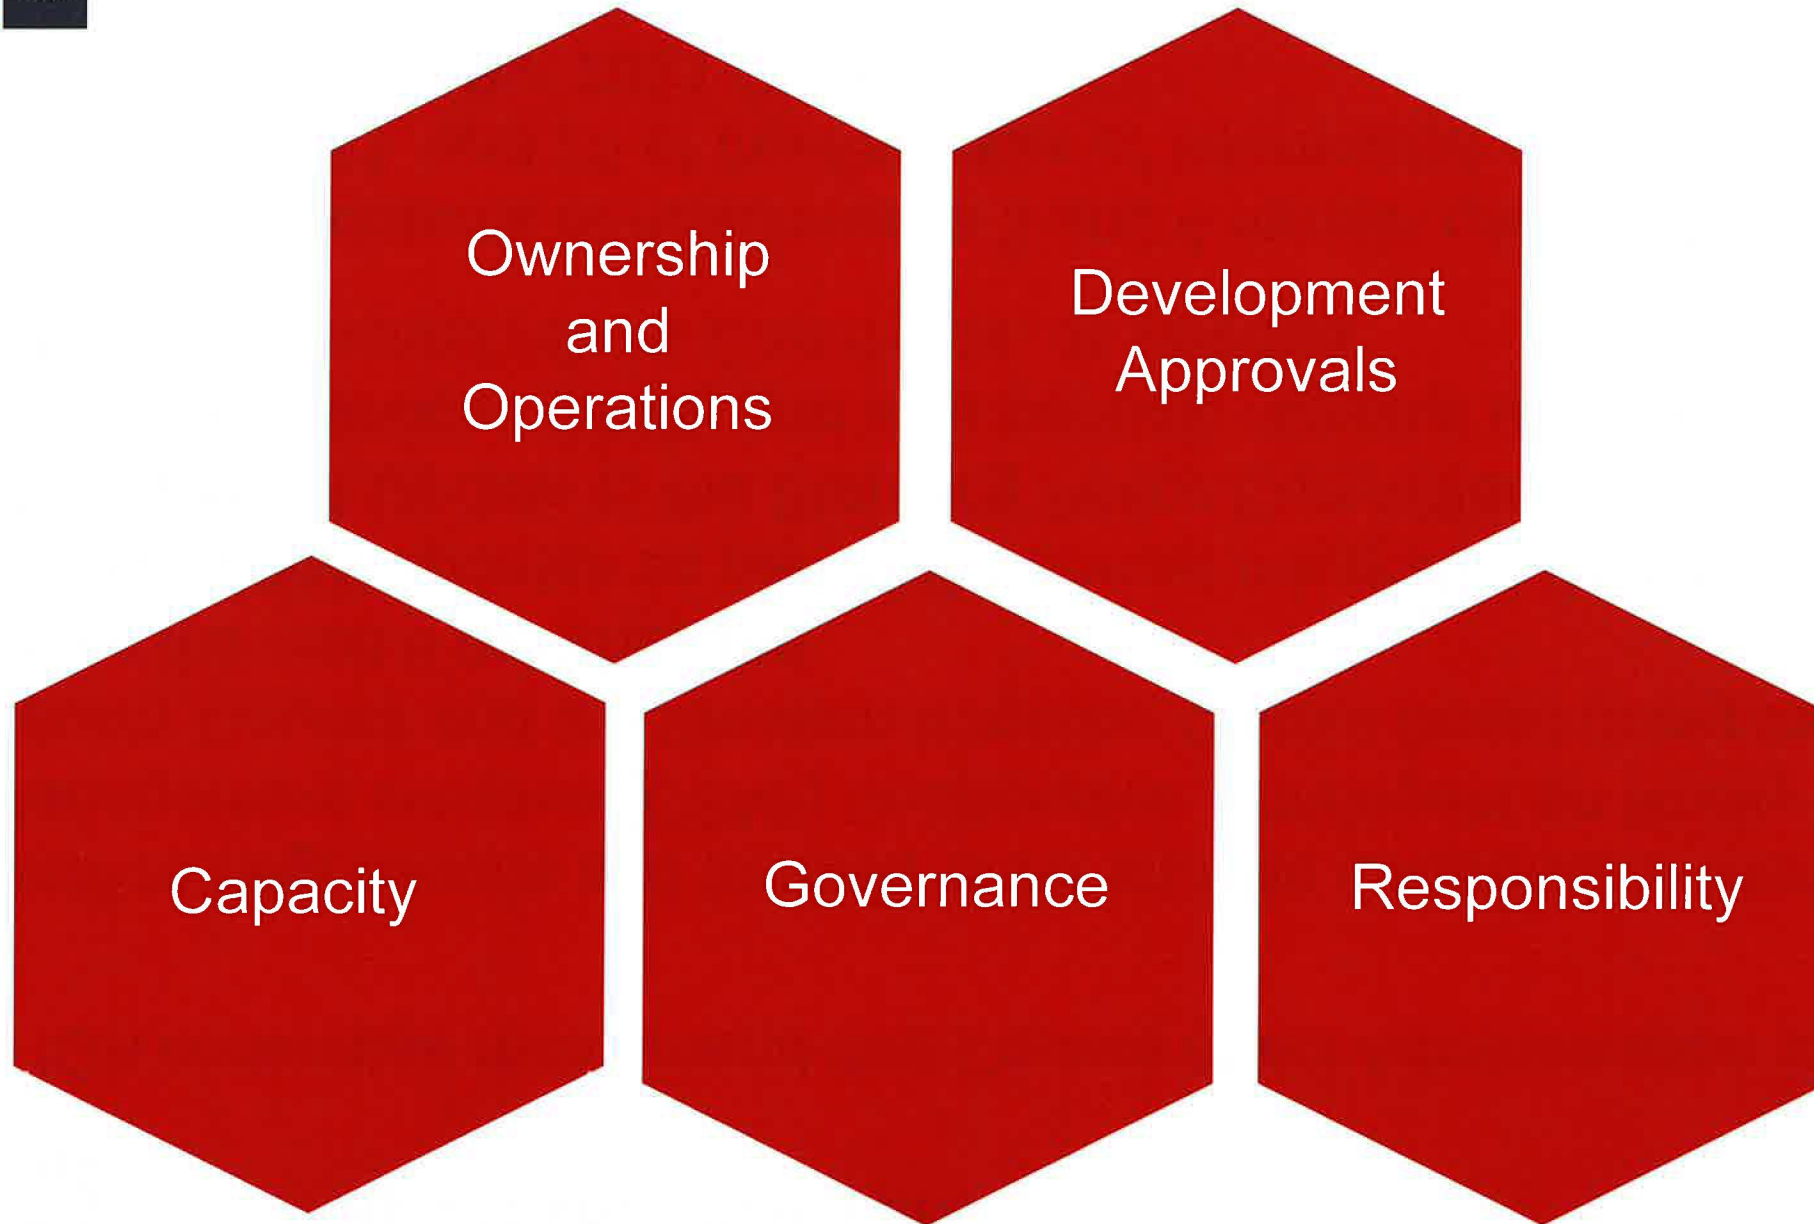 Ownership
and
Operations
Development
Approvals
Capacity
Governance
Responsibility